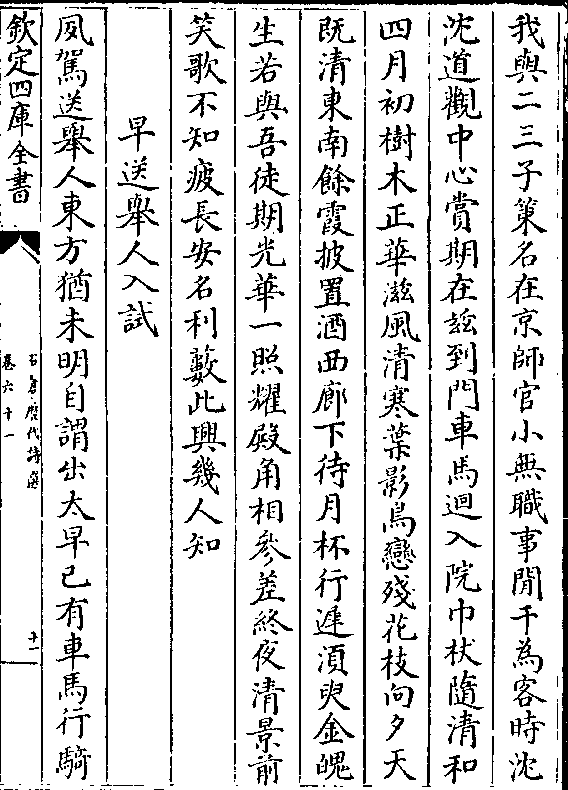 我與二三子䇿名在京師官小無職事閒于為客時沈
沈道觀中心賞期在兹到門車馬迴入院巾杖隨清和
四月初樹木正華滋風清寒葉影鳥戀殘花枝向夕天
旣清東南餘霞披置酒西廊下待月杯行遲湏臾金魄
生若與吾徒期光華一照耀殿角相參差終夜清景前
笑歌不知疲長安名利藪此興幾人知
早送舉人入試
夙駕送舉人東方猶未明自謂出太早已有車馬行騎
欽定四庫全書
石倉歷代詩選
卷六十一
十一